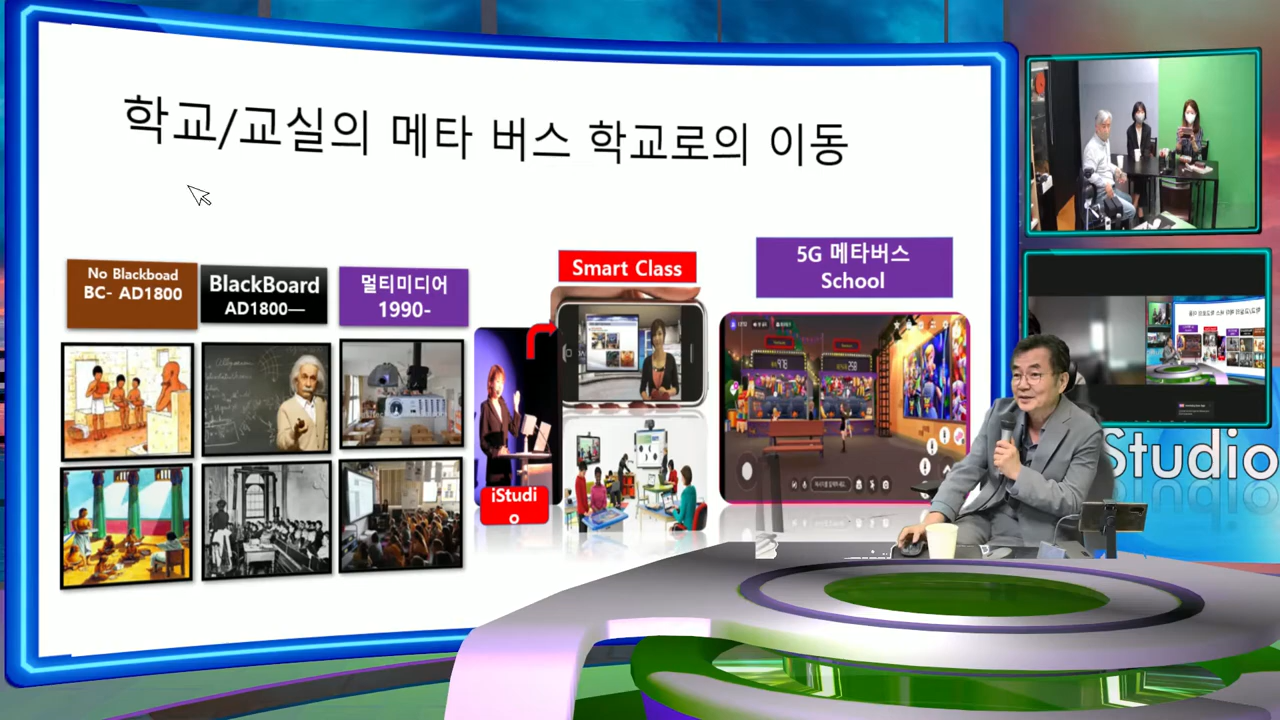 학교/교실의 메타 버스 학교로의 이동
No Blackboad
BC- AD1800
BlackBoard
AD1800—
멀티미디어
1990-
Smart Class
5G 메타버스
School
iStudi
o
Studio